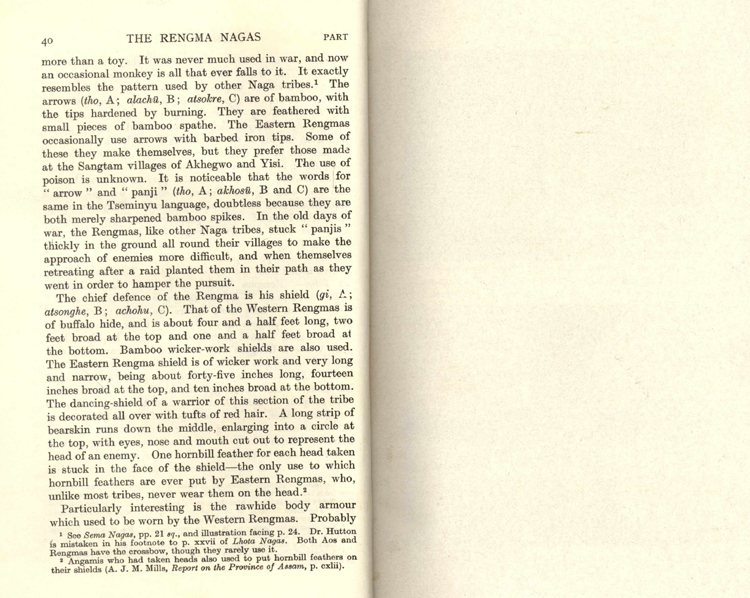 40 THE RENGMA NAGAS PART
more than a toy. It was never much used in war, and now
an occasional monkey is all that ever falls to it. It exactly
resembles the pattern used by other Naga tribes.¹ The
arrows (tho, A; alachü, B; atsokre, C) are of bamboo, with
the tips hardened by burning. They are feathered with
small pieces of bamboo spathe. The Eastern Rengmas
occasionally use arrows with barbed iron tips. Some of
these they make themselves, but they prefer those made
at the Sangtam villages of Akhegwo and Yisi. The use of
poison is unknown. It is noticeable that the words for
“ arrow ” and “ panji ” (tho, A; akhosü, B and C) are the
same in the Tseminyu language, doubtless because they are
both merely sharpened bamboo spikes. In the old days of
war, the Rengmas, like other Naga tribes, stuck “ panjis ”
thickly in the ground all round their villages to make the
approach of enemies more difficult, and when themselves
retreating after a raid planted them in their path as they
went in order to hamper the pursuit.
The chief defence of the Rengma is his shield (gi, A;
atsonghe, B; achohu, C). That of the Western Rengmas is
of buffalo hide, and is about four and a half feet long, two
feet broad at the top and one and a half feet broad at
the bottom. Bamboo wicker-work shields are also used.
The Eastern Rengma shield is of wicker work and very long
and narrow, being about forty-five inches long, fourteen
inches broad at the top, and ten inches broad at the bottom.
The dancing-shield of a warrior of this section of the tribe
is decorated all over with tufts of red hair. A long strip of
bearskin runs down the middle, enlarging into a circle at
the top, with eyes, nose and mouth cut out to represent the
head of an enemy. One hornbill feather for each head taken
is stuck in the face of the shield—the only use to which
hornbill feathers are ever put by Eastern Rengmas, who,
unlike most tribes, never wear them on the head.²
Particularly interesting is the rawhide body armour
which used to be worn by the Western Rengmas. Probably
¹ See Sema Nagas, pp. 21 sq., and illustration facing p. 24. Dr. Hutton
is mistaken in his footnote to p. xxvii of Lhota Nagas. Both Aos and
Rengmas have the crossbow, though they rarely use it.
² Angamis who had taken heads also used to put hornbill feathers on
their shields (A. J. M. Mills, Report on the Province of Assam, p. cxlii).